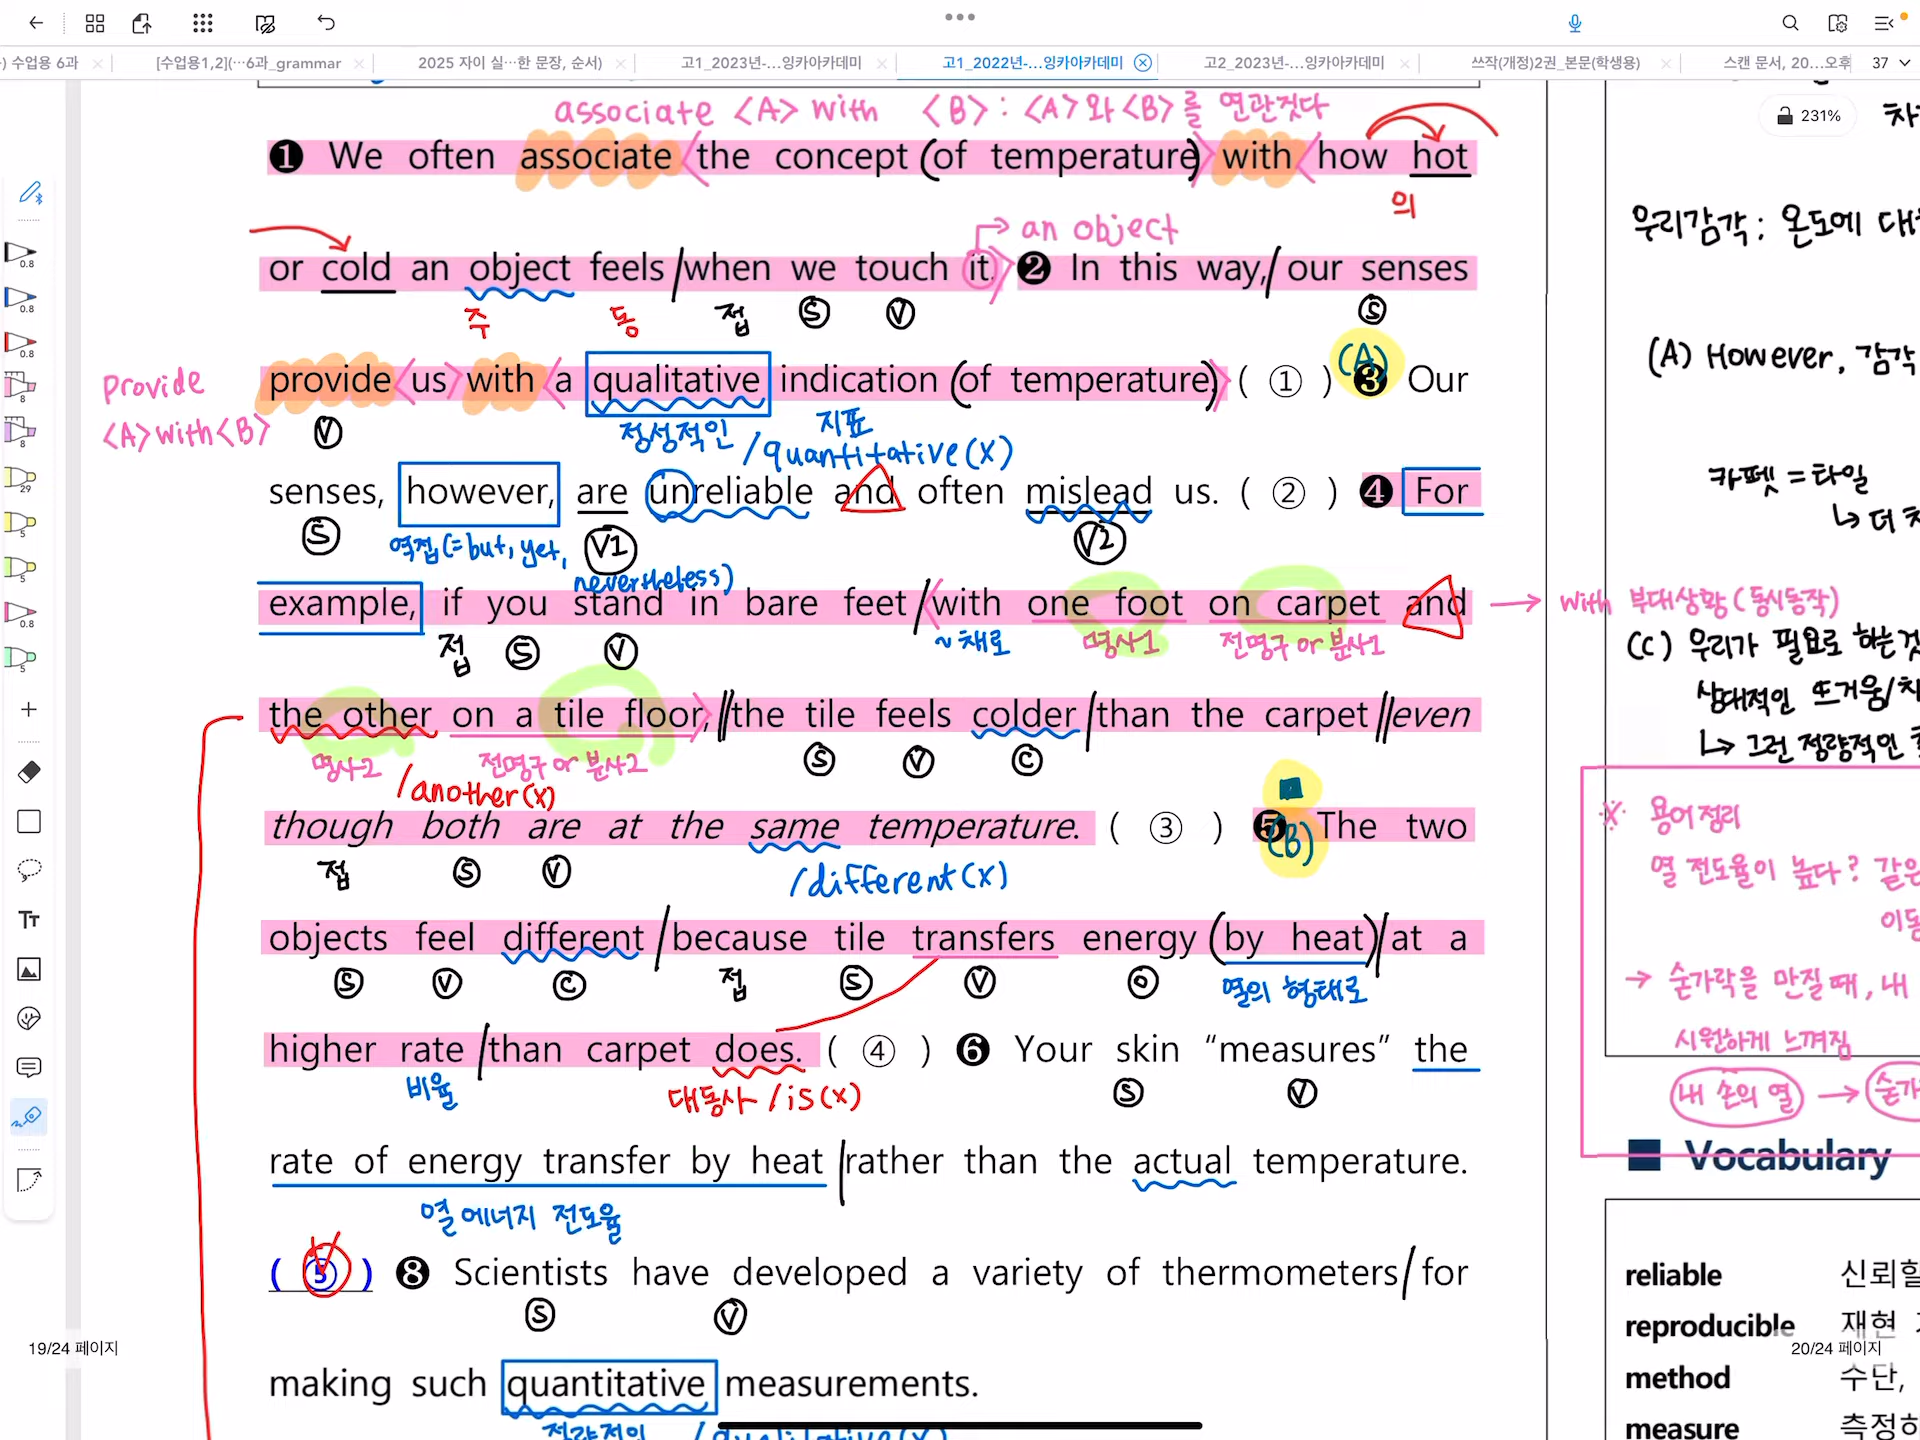 ) 수업용 6과
[수업용1,2](…6과_grammar
2025 자이 실…한 문장, 순서)
고1_2023년-…잉카아카데미
고1_2022년-…잉카아카데미
고2_2023년-…잉카아카데미
쓰작(개정)2권_본문(학생용)
스캔 문서, 20…오후
37
231%
associate <A> with <B> : <A>와 <B>를 연관짓다
❶ We often associate the concept (of temperature) with how hot
의
→ an object
or cold an object feels / when we touch it. ❷ In this way, / our senses
주 동 접 S V S
(A)
provide us with a qualitative indication (of temperature.) ( ① ) ❸ Our
Provide
<A> with <B>
V 정성적인 지표
/quantitative(X)
senses, however, are unreliable and often mislead us. ( ② ) ❹ For
S 역접(=but, yet, V1 V2
nevertheless)
example, if you stand in bare feet / with one foot on carpet and
→ with 부대상황(동시동작)
접 S V ~채로 명사1 전명구 or 분사1
the other on a tile floor, // the tile feels colder / than the carpet // even
명사2 전명구 or 분사2 S V C
/another(X)
though both are at the same temperature. ( ③ ) ❺ The two
(B)
접 S V /different(X)
objects feel different / because tile transfers energy (by heat) / at a
S V C 접 S V O 열의 형태로
higher rate / than carpet does. ( ④ ) ❻ Your skin “measures” the
비율 대동사 /is(X) S V
rate of energy transfer by heat / rather than the actual temperature.
열에너지 전도율
( ⑤ ) ❽ Scientists have developed a variety of thermometers / for
S V
making such quantitative measurements.
정량적인 /qualitative(X)
19/24 페이지
우리감각 : 온도에
(A) However, 감각
카펫 = 타일
↳ 더
(C) 우리가 필요로 하는것
상대적인 뜨거움/
↳ 그런 정량적인
※ 용어정리
열 전도율이 높다? 같은
이동
→ 숟가락을 만질 때, 내
시원하게 느껴짐
내 손의 열 →
■ Vocabulary
reliable 신뢰할
reproducible 재현
20/24 페이지
method 수단,
measure 측정하